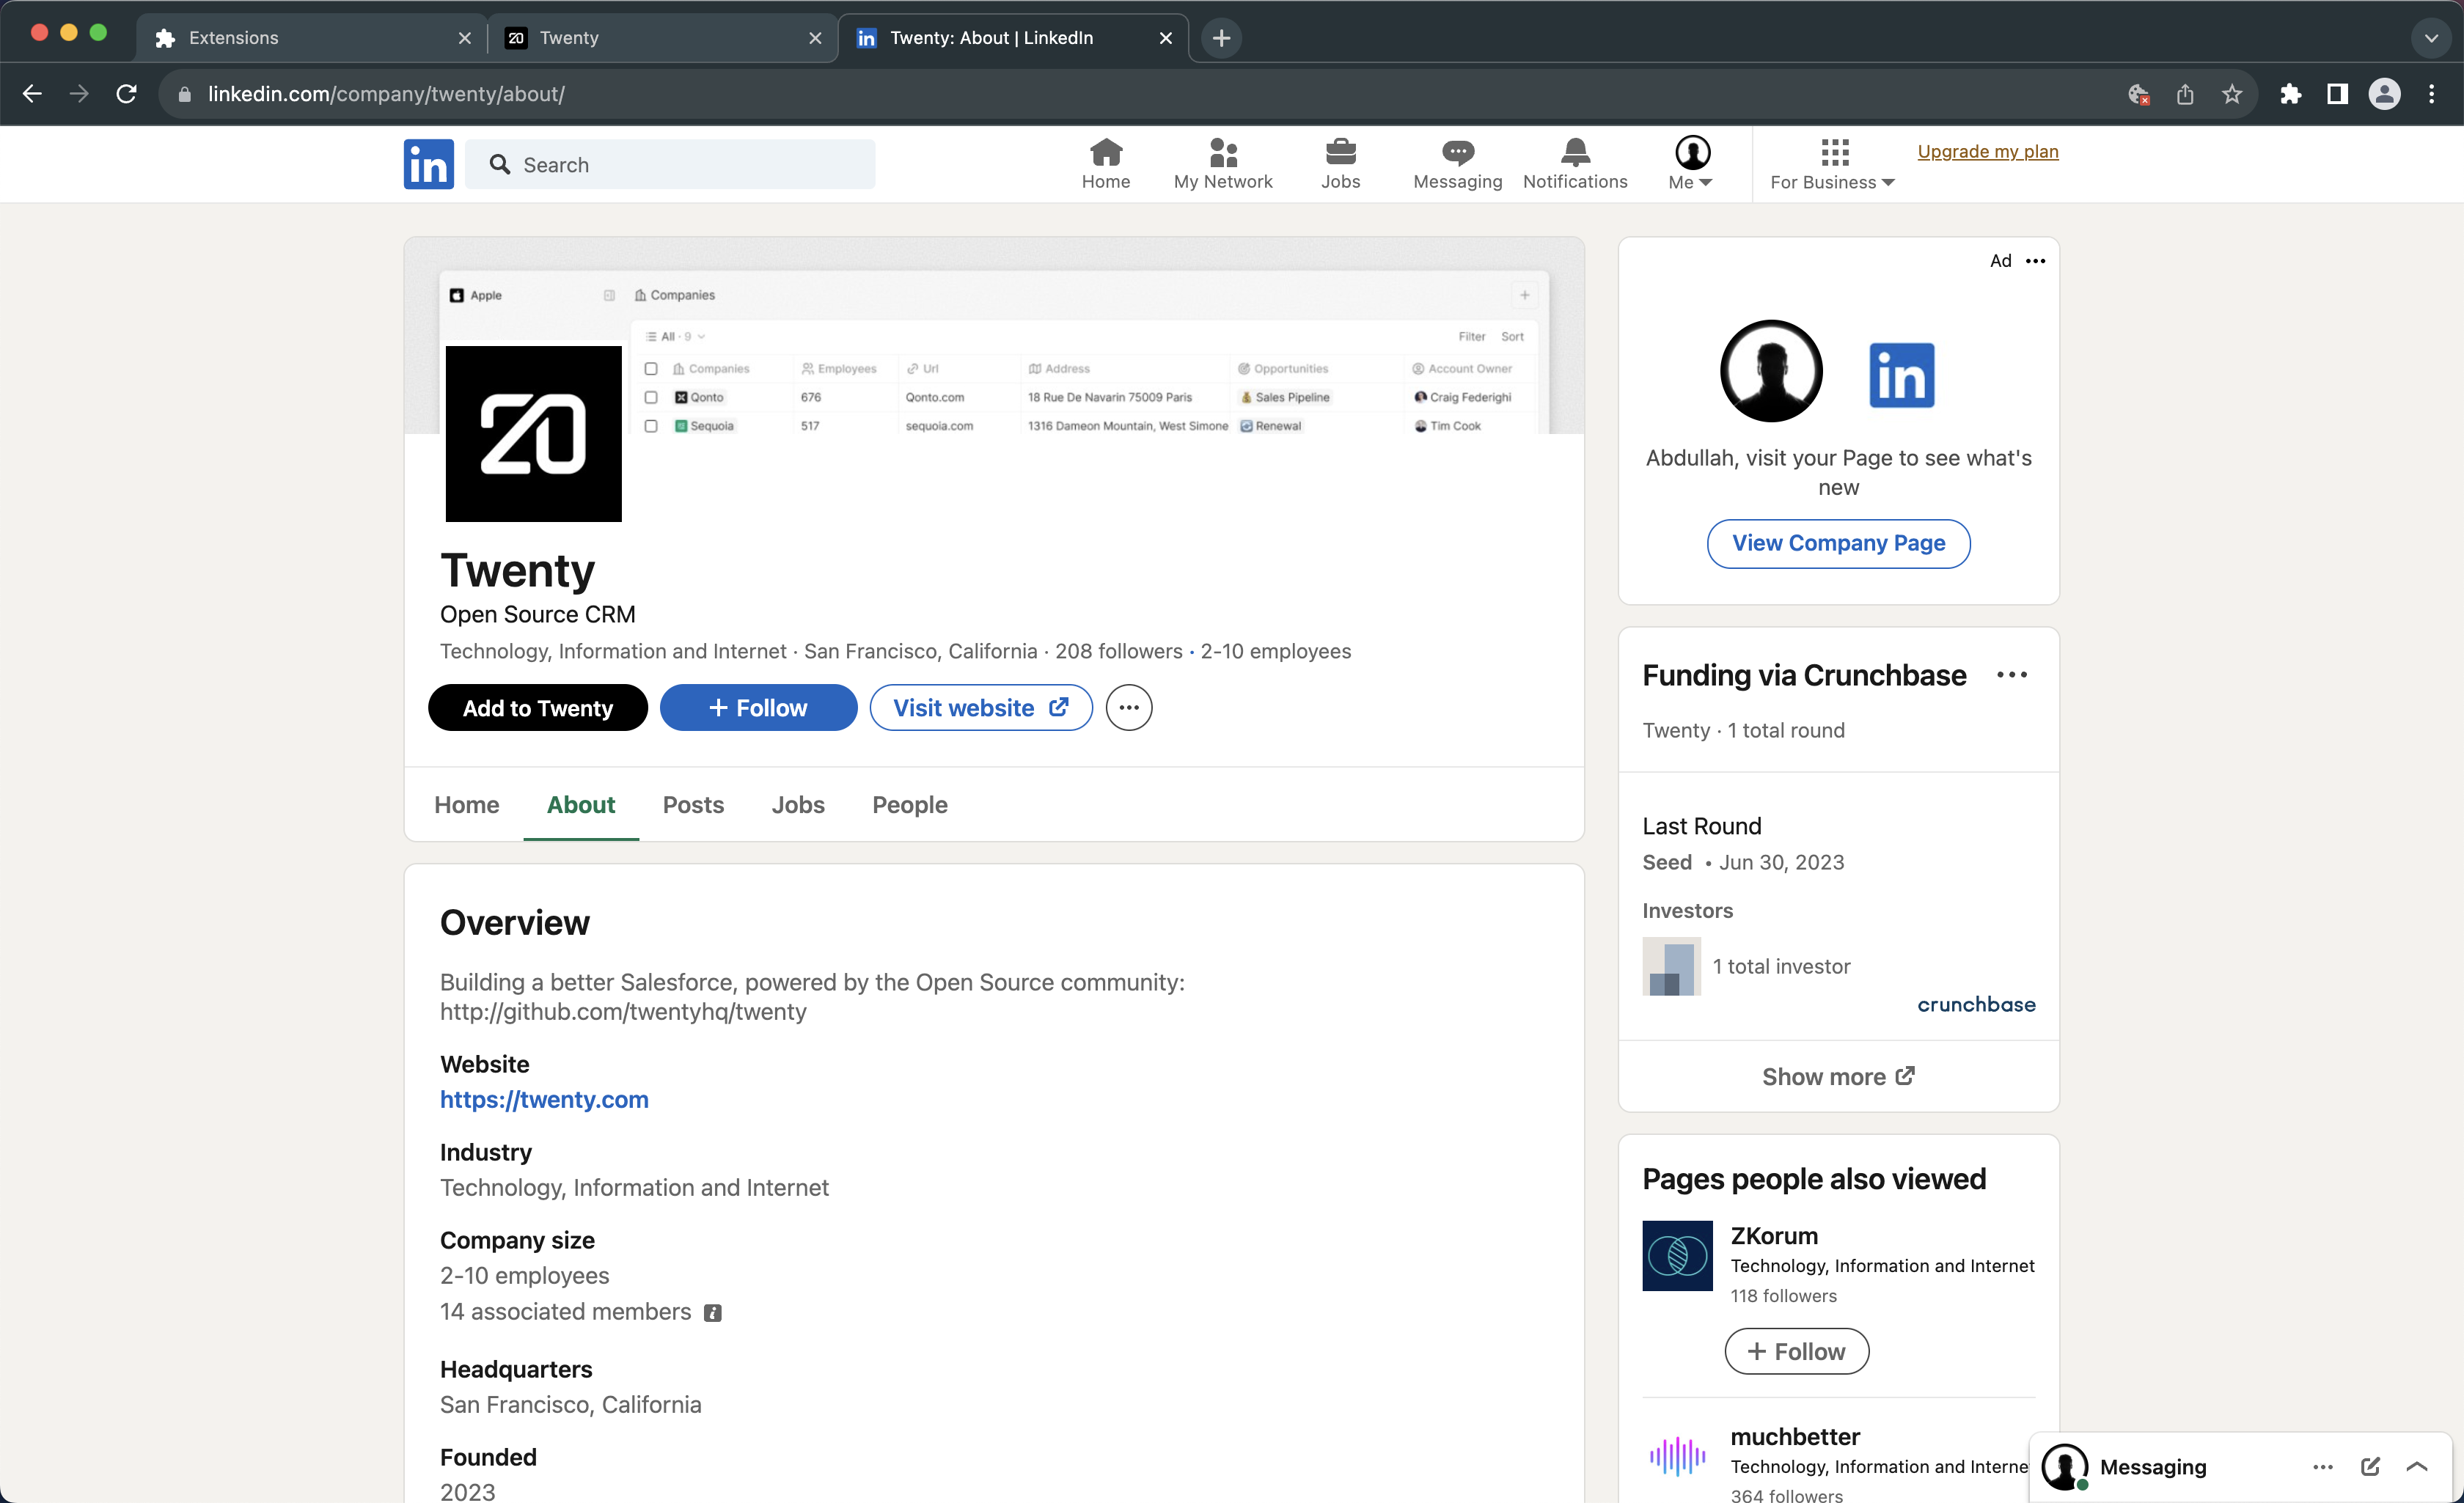 Extensions
20 Twenty
in Twenty: About | LinkedIn
linkedin.com/company/twenty/about/
in
Search
Home
My Network
Jobs
Messaging
Notifications
Me
For Business
Upgrade my plan
Apple
Companies
All · 9
Filter
Sort
Companies
Employees
Url
Address
Opportunities
Account Owner
Qonto
676
Qonto.com
18 Rue De Navarin 75009 Paris
Sales Pipeline
Craig Federighi
Sequoia
517
sequoia.com
1316 Dameon Mountain, West Simone
Renewal
Tim Cook
20
Twenty
Open Source CRM
Technology, Information and Internet · San Francisco, California · 208 followers · 2-10 employees
Add to Twenty
+ Follow
Visit website
Home
About
Posts
Jobs
People
Overview
Building a better Salesforce, powered by the Open Source community:
http://github.com/twentyhq/twenty
Website
https://twenty.com
Industry
Technology, Information and Internet
Company size
2-10 employees
14 associated members
Headquarters
San Francisco, California
Founded
2023
Ad
in
Abdullah, visit your Page to see what's
new
View Company Page
Funding via Crunchbase
Twenty · 1 total round
Last Round
Seed • Jun 30, 2023
Investors
1 total investor
crunchbase
Show more
Pages people also viewed
ZKorum
Technology, Information and Internet
118 followers
+ Follow
muchbetter
Technology, Information and Interne
364 followers
Messaging